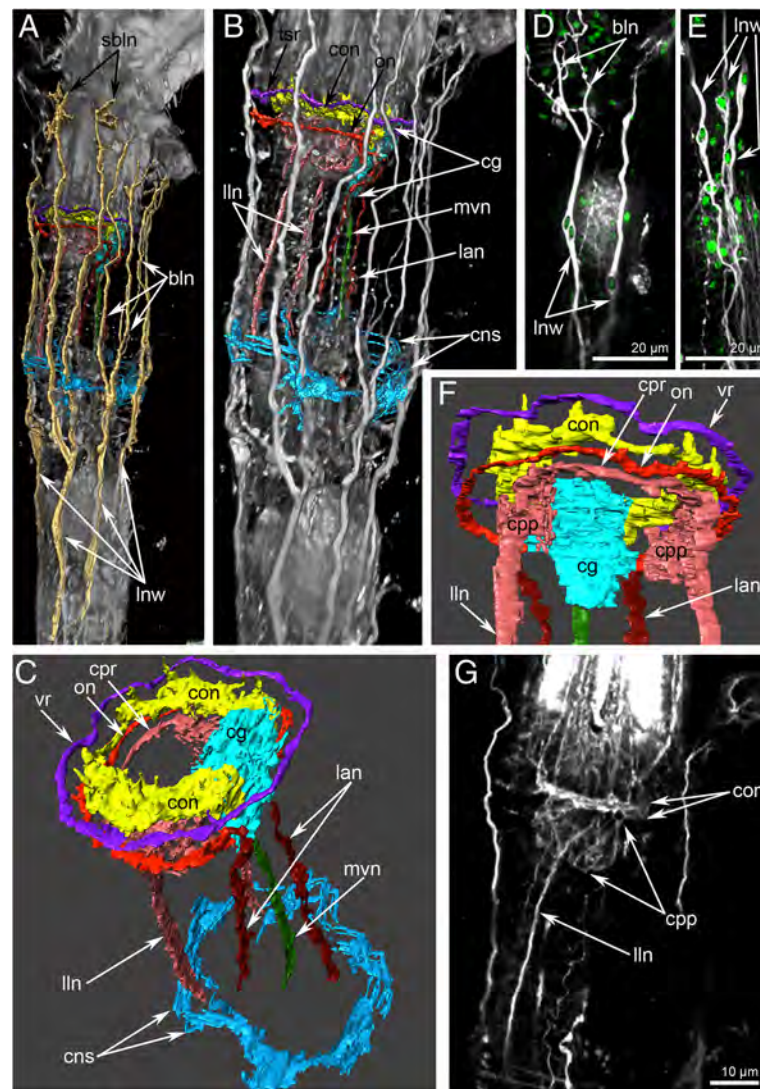 A
sbln
bln
lnw
B
tsr
con
on
cg
lln
mvn
lan
cns
D
bln
lnw
20 µm
E
lnw
20 µm
F
con
cpr
on
vr
cpp
cg
cpp
lln
lan
C
cpr
on
vr
con
cg
con
lan
mvn
lln
cns
G
con
cpp
lln
10 µm